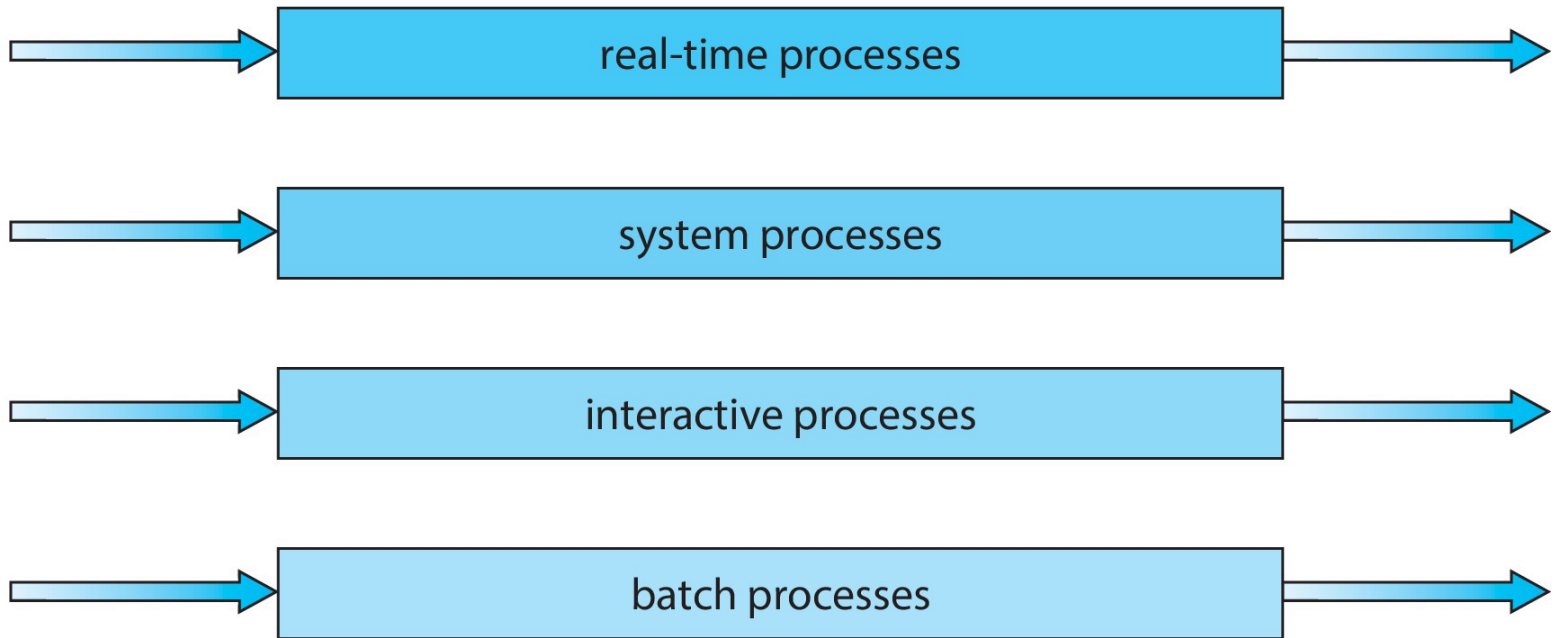 real-time processes
system processes
interactive processes
batch processes